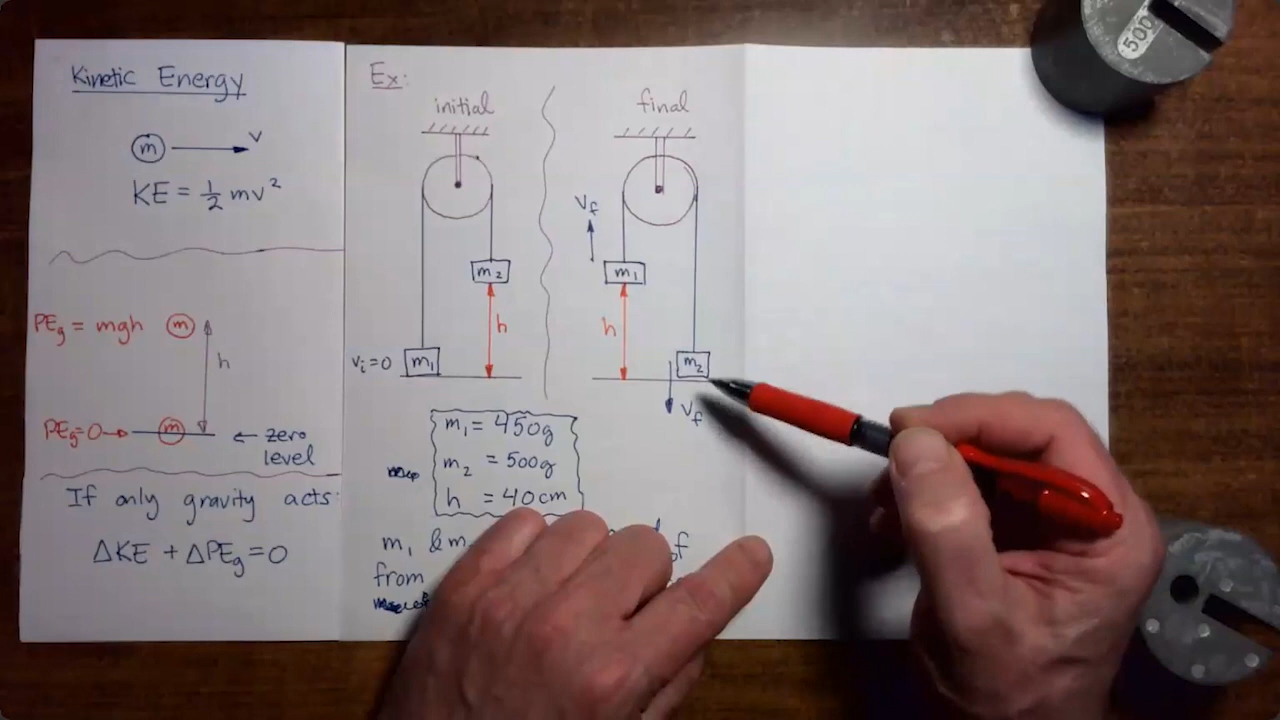 Kinetic Energy
m
v
KE = ½ mv²
PEg = mgh
m
h
PEg=0
m
← zero
level
If only gravity acts:
ΔKE + ΔPEg = 0
Ex:
initial
m₂
h
vᵢ=0
m₁
final
Vf
m₁
h
m₂
Vf
m₁ = 450g
m₂ = 500g
h = 40cm
m₁ & m
from
500